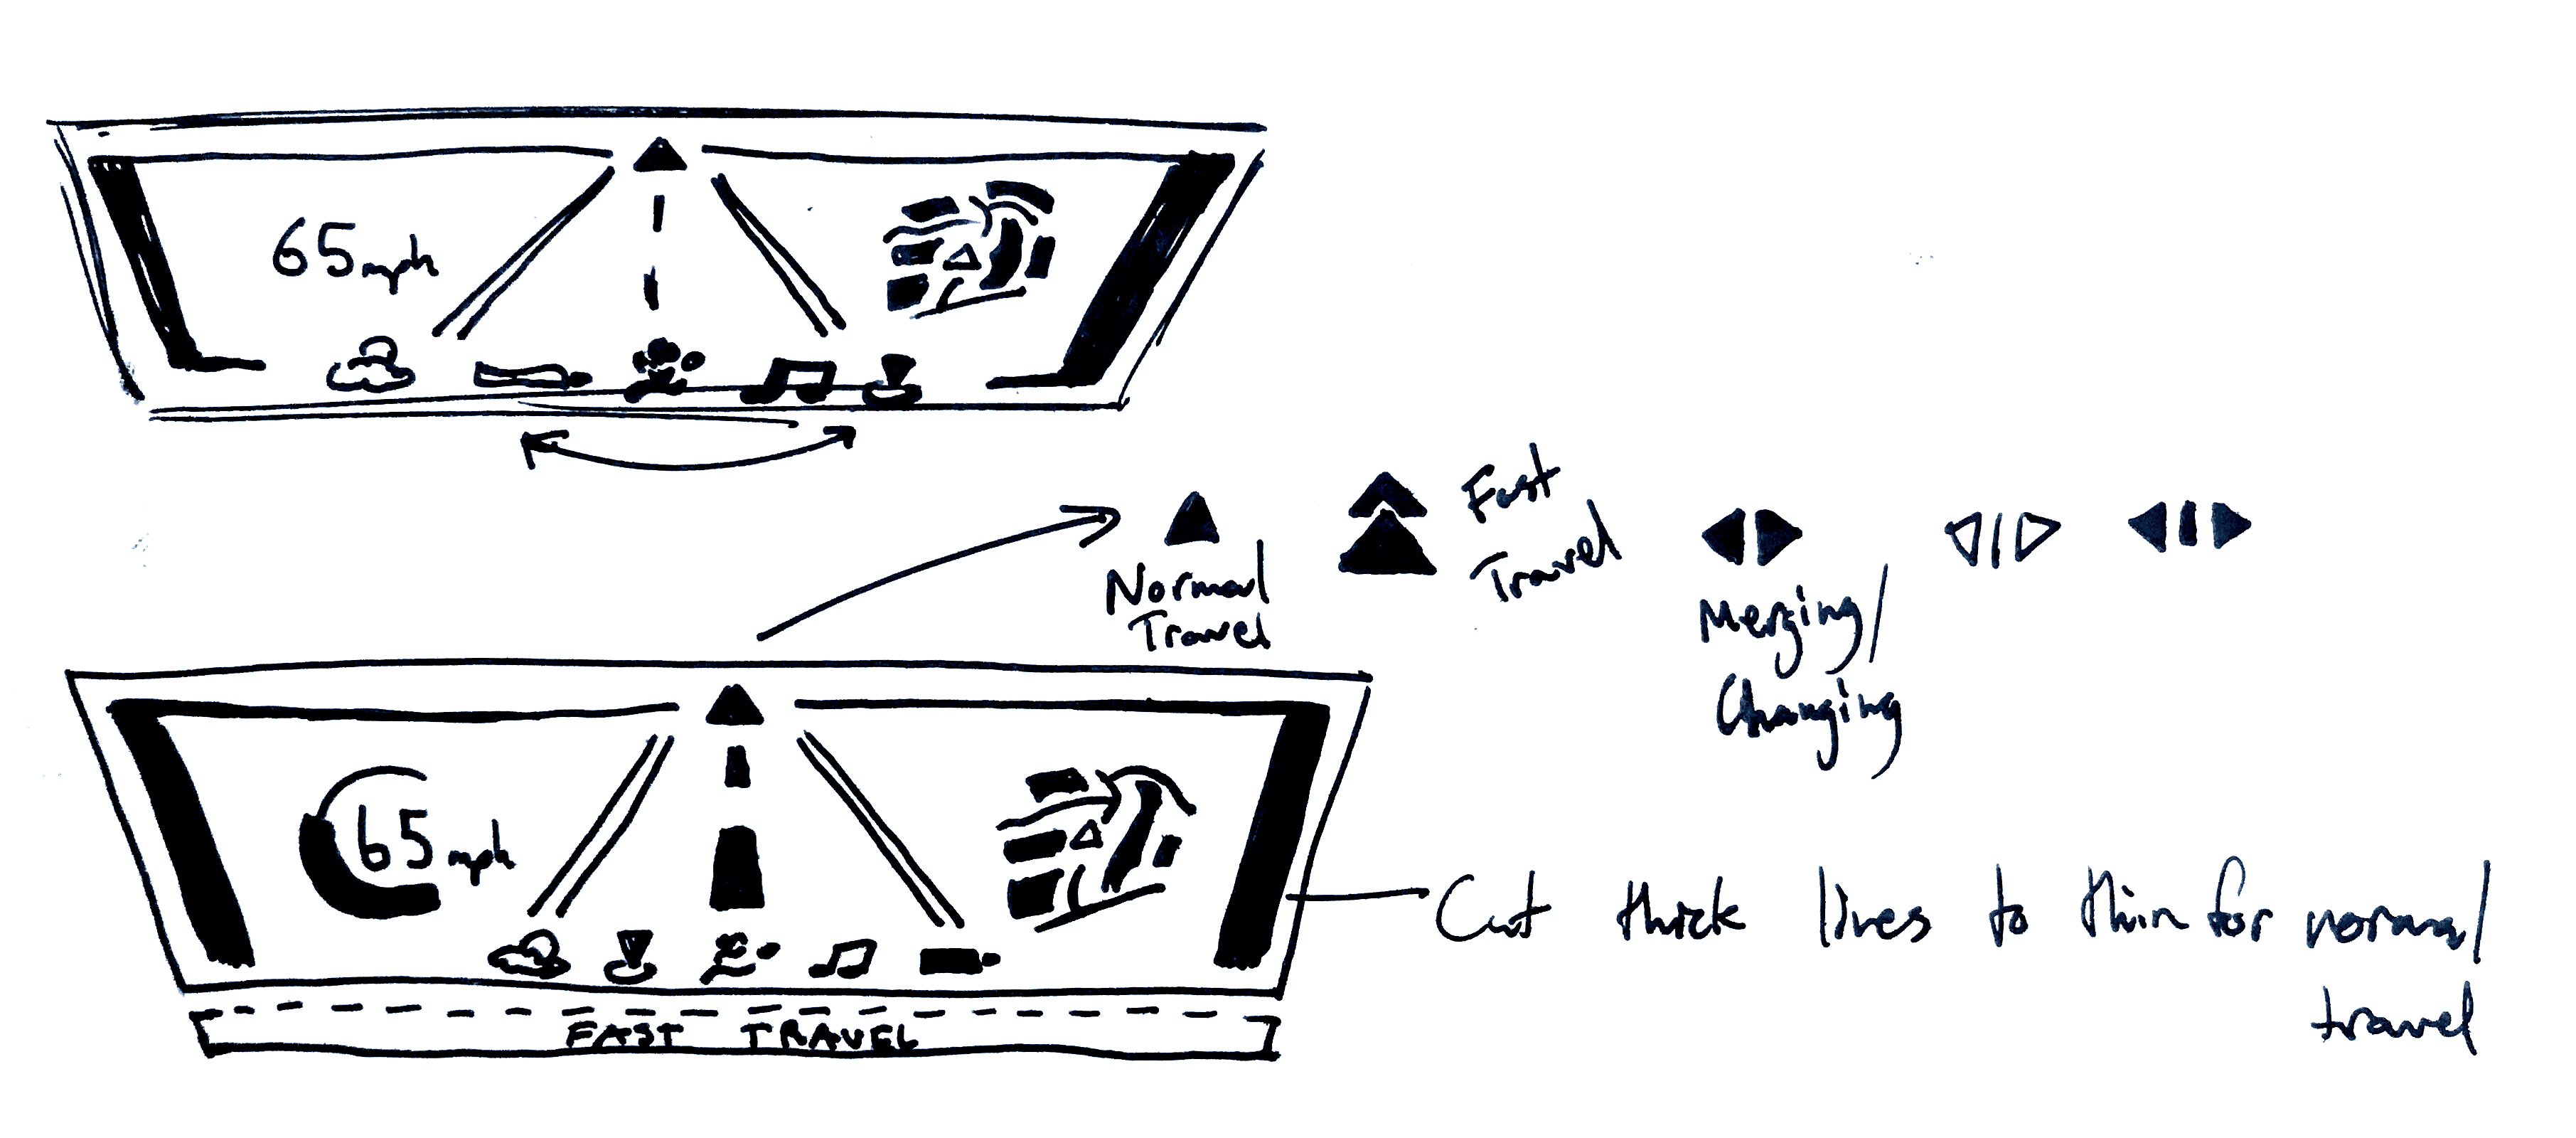 65mph
Normal
Travel
Fast
Travel
Merging/
Changing
65mph
Cut thick lines to thin for normal
travel
FAST TRAVEL